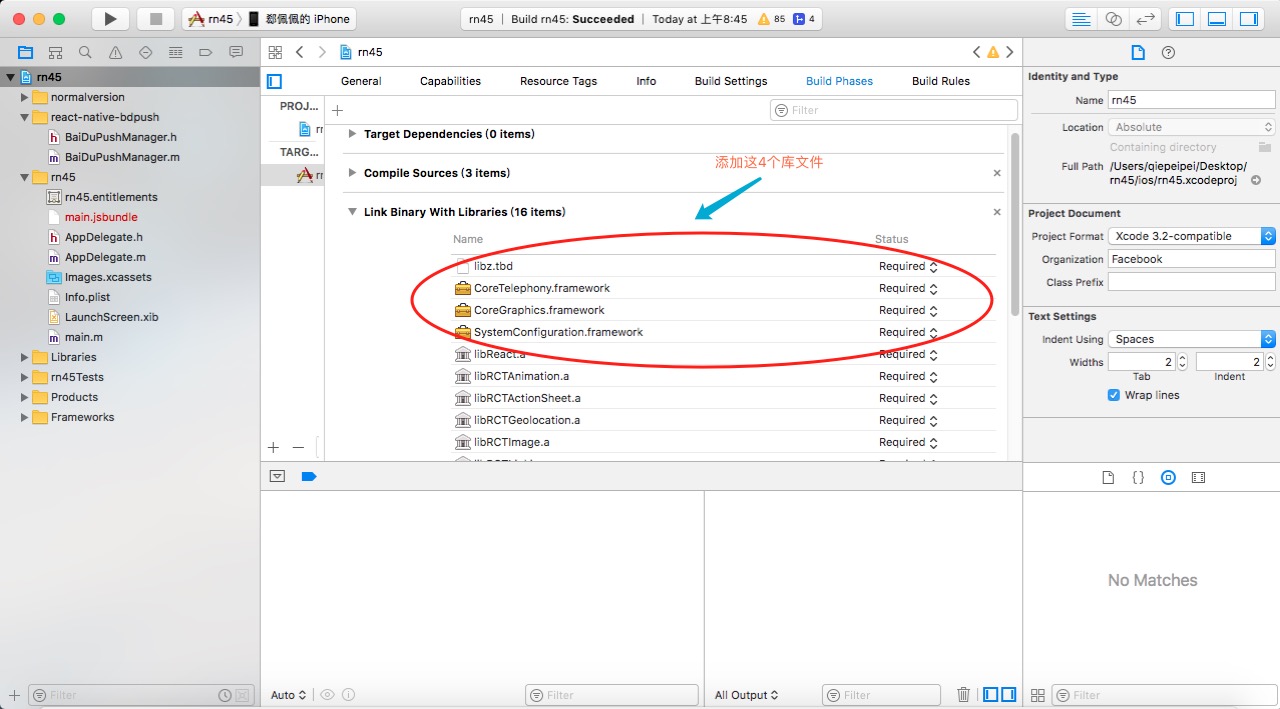 rn45 〉 郄佩佩的 iPhone
rn45 | Build rn45: Succeeded | Today at 上午8:45 85 4
rn45
normalversion
react-native-bdpush
BaiDuPushManager.h
BaiDuPushManager.m
rn45
rn45.entitlements
main.jsbundle
AppDelegate.h
AppDelegate.m
Images.xcassets
Info.plist
LaunchScreen.xib
main.m
Libraries
rn45Tests
Products
Frameworks
Filter
rn45
General Capabilities Resource Tags Info Build Settings Build Phases Build Rules
PROJ...
TARG...
Filter
Target Dependencies (0 items)
添加这4个库文件
Compile Sources (3 items)
Link Binary With Libraries (16 items)
Name Status
libz.tbd Required
CoreTelephony.framework Required
CoreGraphics.framework Required
SystemConfiguration.framework Required
libReact.a Required
libRCTAnimation.a Required
libRCTActionSheet.a Required
libRCTGeolocation.a Required
libRCTImage.a Required
Auto Filter
All Output Filter
Identity and Type
Name rn45
Location Absolute
Containing directory
Full Path /Users/qiepeipei/Desktop/
rn45/ios/rn45.xcodeproj
Project Document
Project Format Xcode 3.2-compatible
Organization Facebook
Class Prefix
Text Settings
Indent Using Spaces
Widths 2 2
Tab Indent
Wrap lines
No Matches
Filter